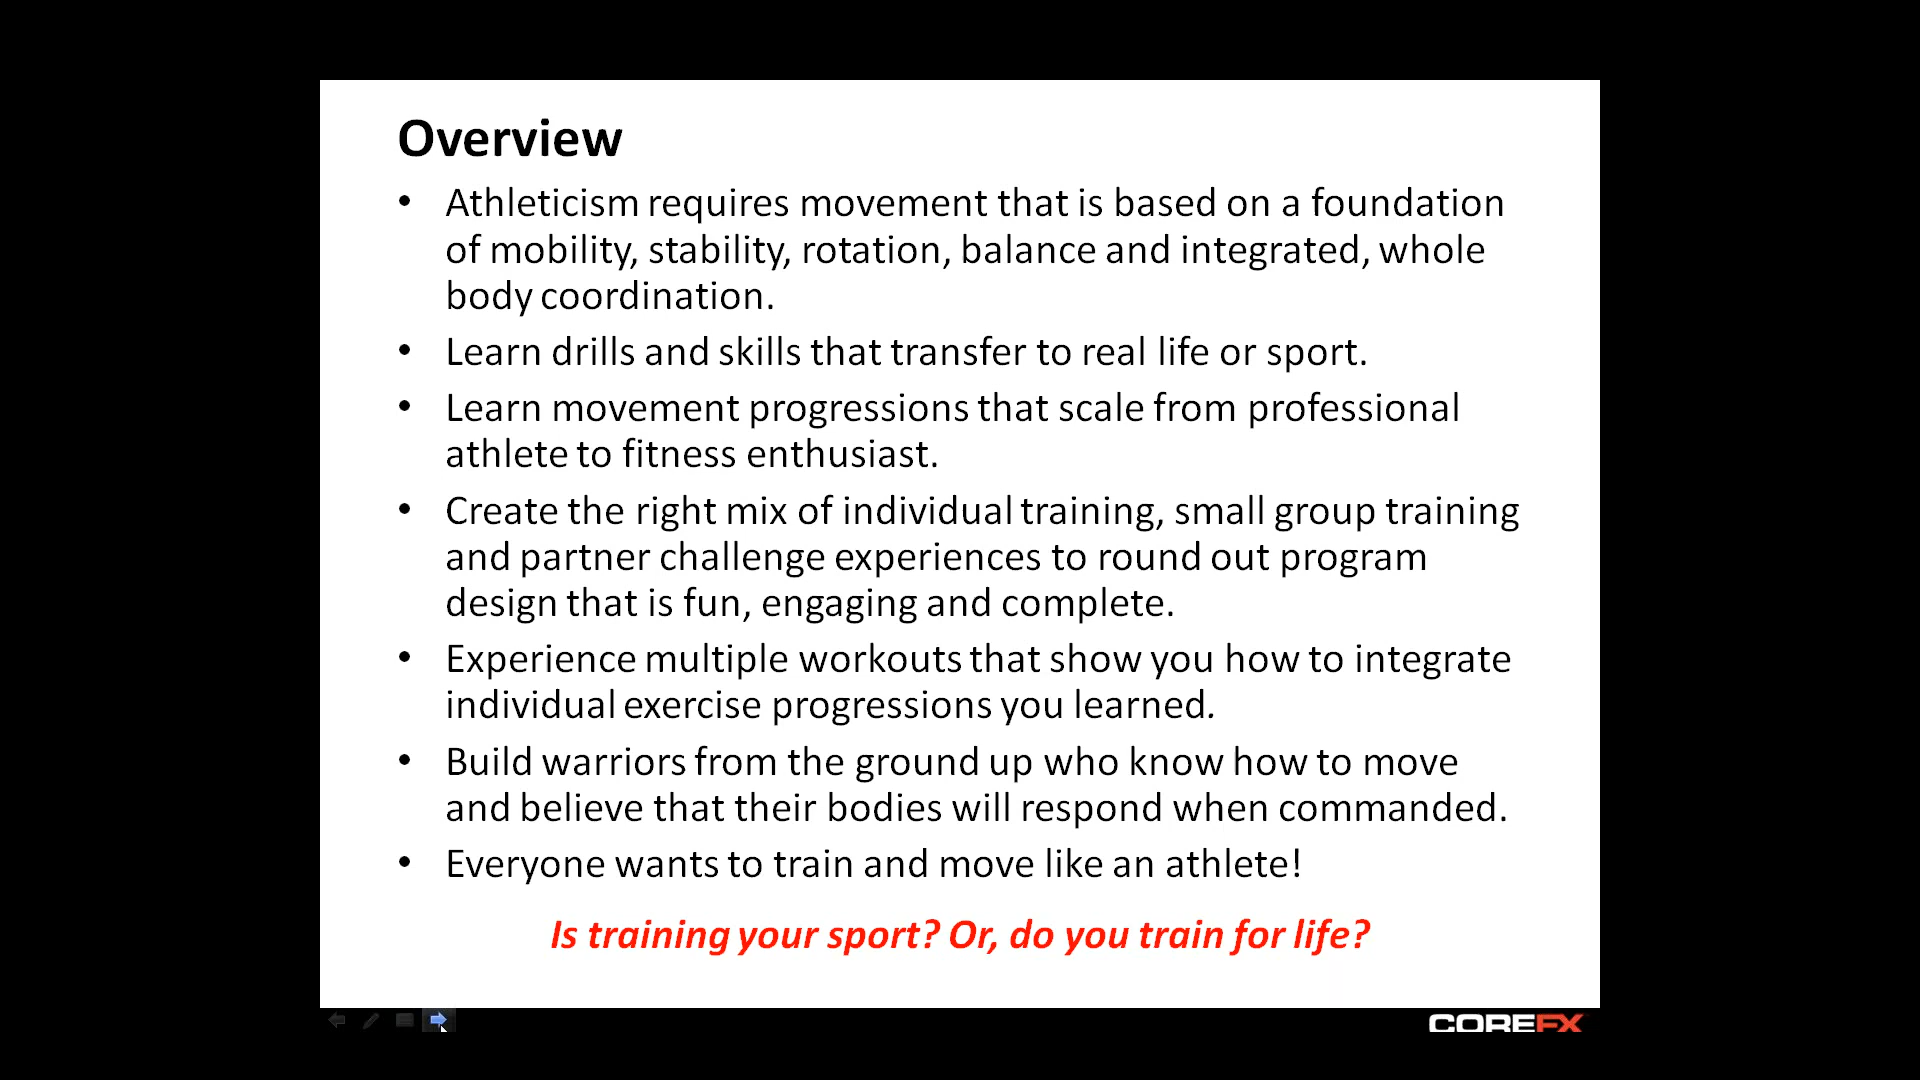 Overview
• Athleticism requires movement that is based on a foundation
of mobility, stability, rotation, balance and integrated, whole
body coordination.
• Learn drills and skills that transfer to real life or sport.
• Learn movement progressions that scale from professional
athlete to fitness enthusiast.
• Create the right mix of individual training, small group training
and partner challenge experiences to round out program
design that is fun, engaging and complete.
• Experience multiple workouts that show you how to integrate
individual exercise progressions you learned.
• Build warriors from the ground up who know how to move
and believe that their bodies will respond when commanded.
• Everyone wants to train and move like an athlete!
Is training your sport? Or, do you train for life?
COREFX